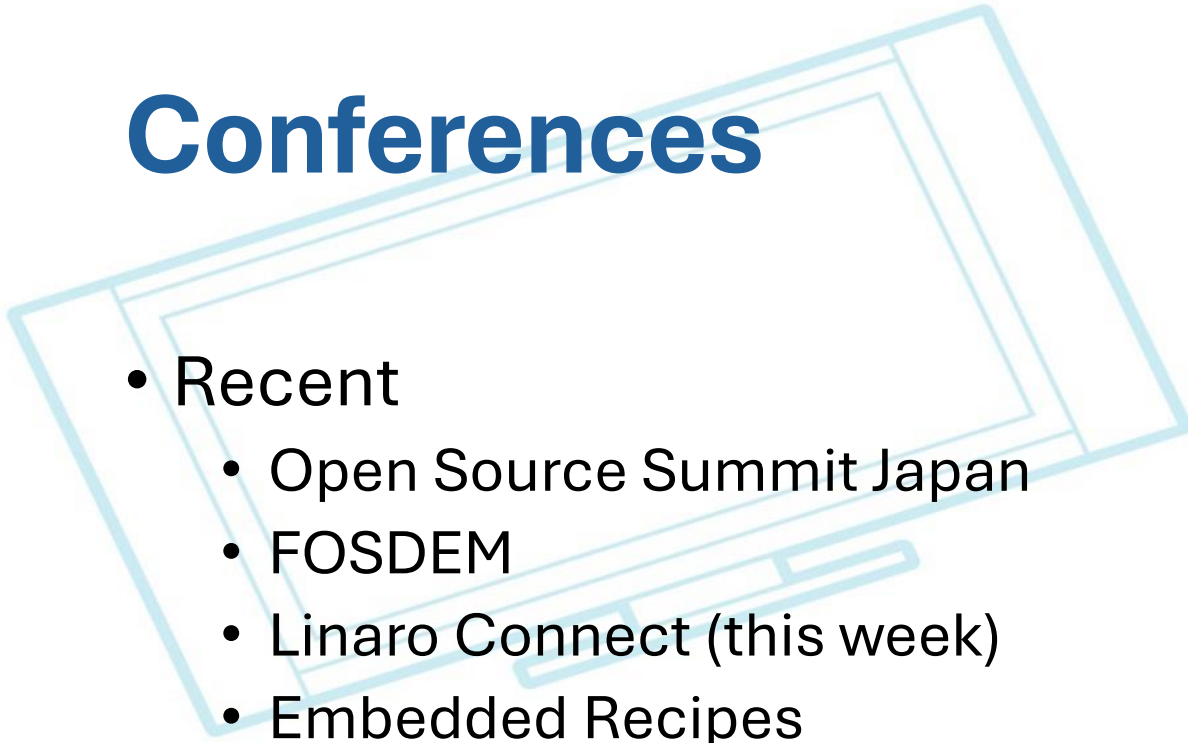 Conferences
• Recent
• Open Source Summit Japan
• FOSDEM
• Linaro Connect (this week)
• Embedded Recipes